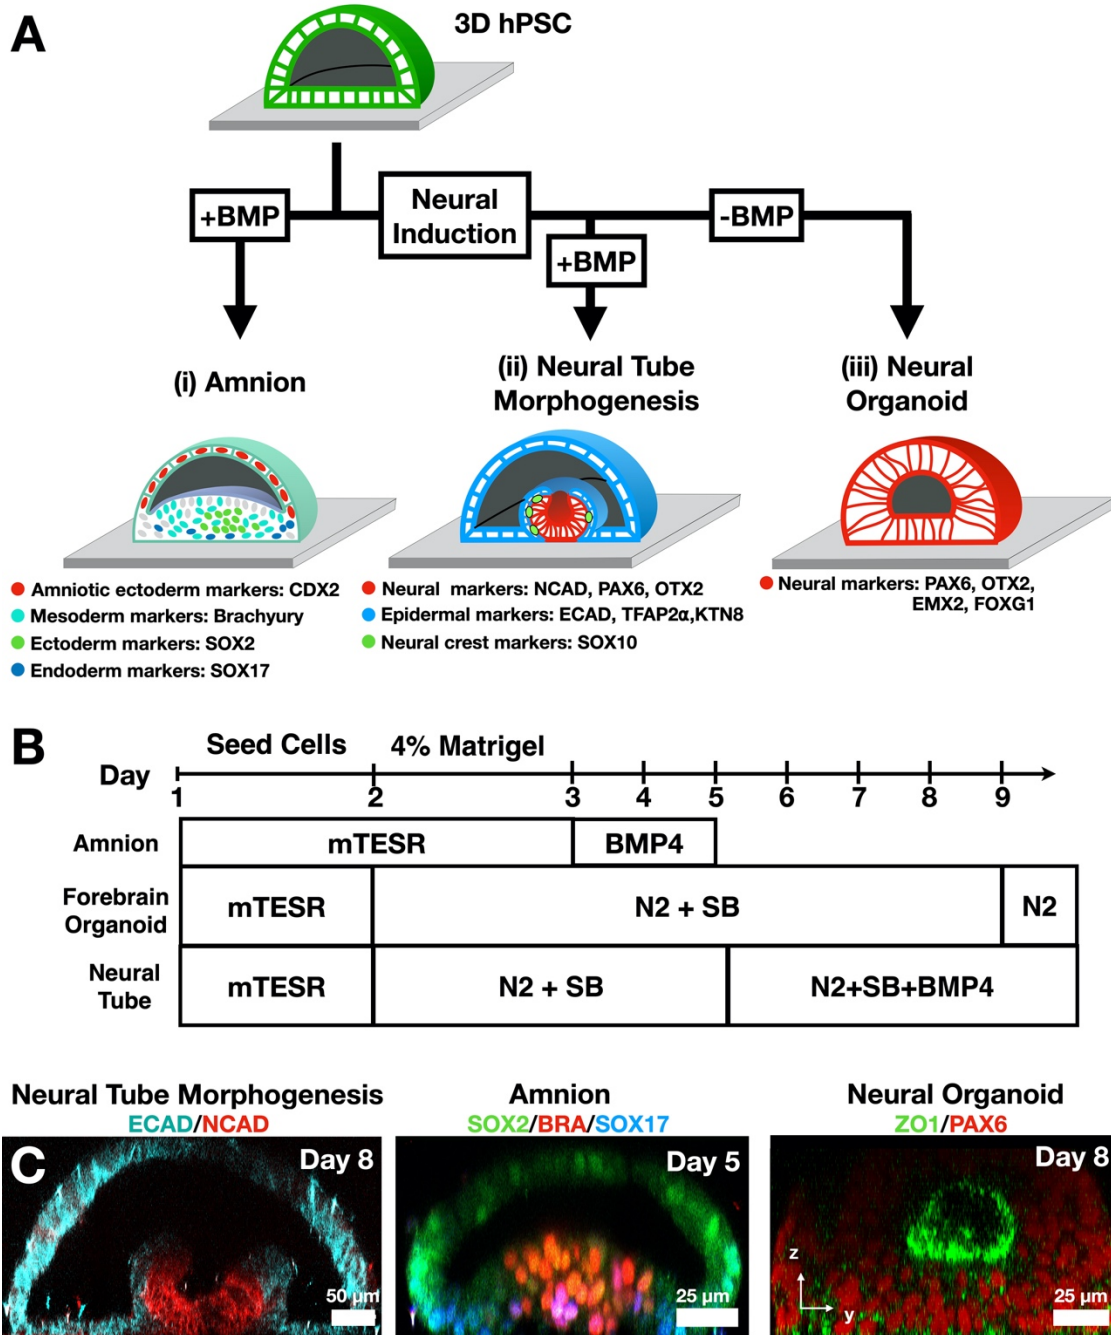 A
3D hPSC
+BMP
Neural
Induction
-BMP
+BMP
(i) Amnion
(ii) Neural Tube
Morphogenesis
(iii) Neural
Organoid
Amniotic ectoderm markers: CDX2
Mesoderm markers: Brachyury
Ectoderm markers: SOX2
Endoderm markers: SOX17
Neural markers: NCAD, PAX6, OTX2
Epidermal markers: ECAD, TFAP2α,KTN8
Neural crest markers: SOX10
Neural markers: PAX6, OTX2,
EMX2, FOXG1
B
Seed Cells 4% Matrigel
Day
1 2 3 4 5 6 7 8 9
Amnion mTESR BMP4
Forebrain
Organoid
mTESR N2 + SB N2
Neural
Tube
mTESR N2 + SB N2+SB+BMP4
C
Neural Tube Morphogenesis
ECAD/NCAD
Day 8
50 µm
Amnion
SOX2/BRA/SOX17
Day 5
25 µm
Neural Organoid
ZO1/PAX6
Day 8
z
y
25 µm